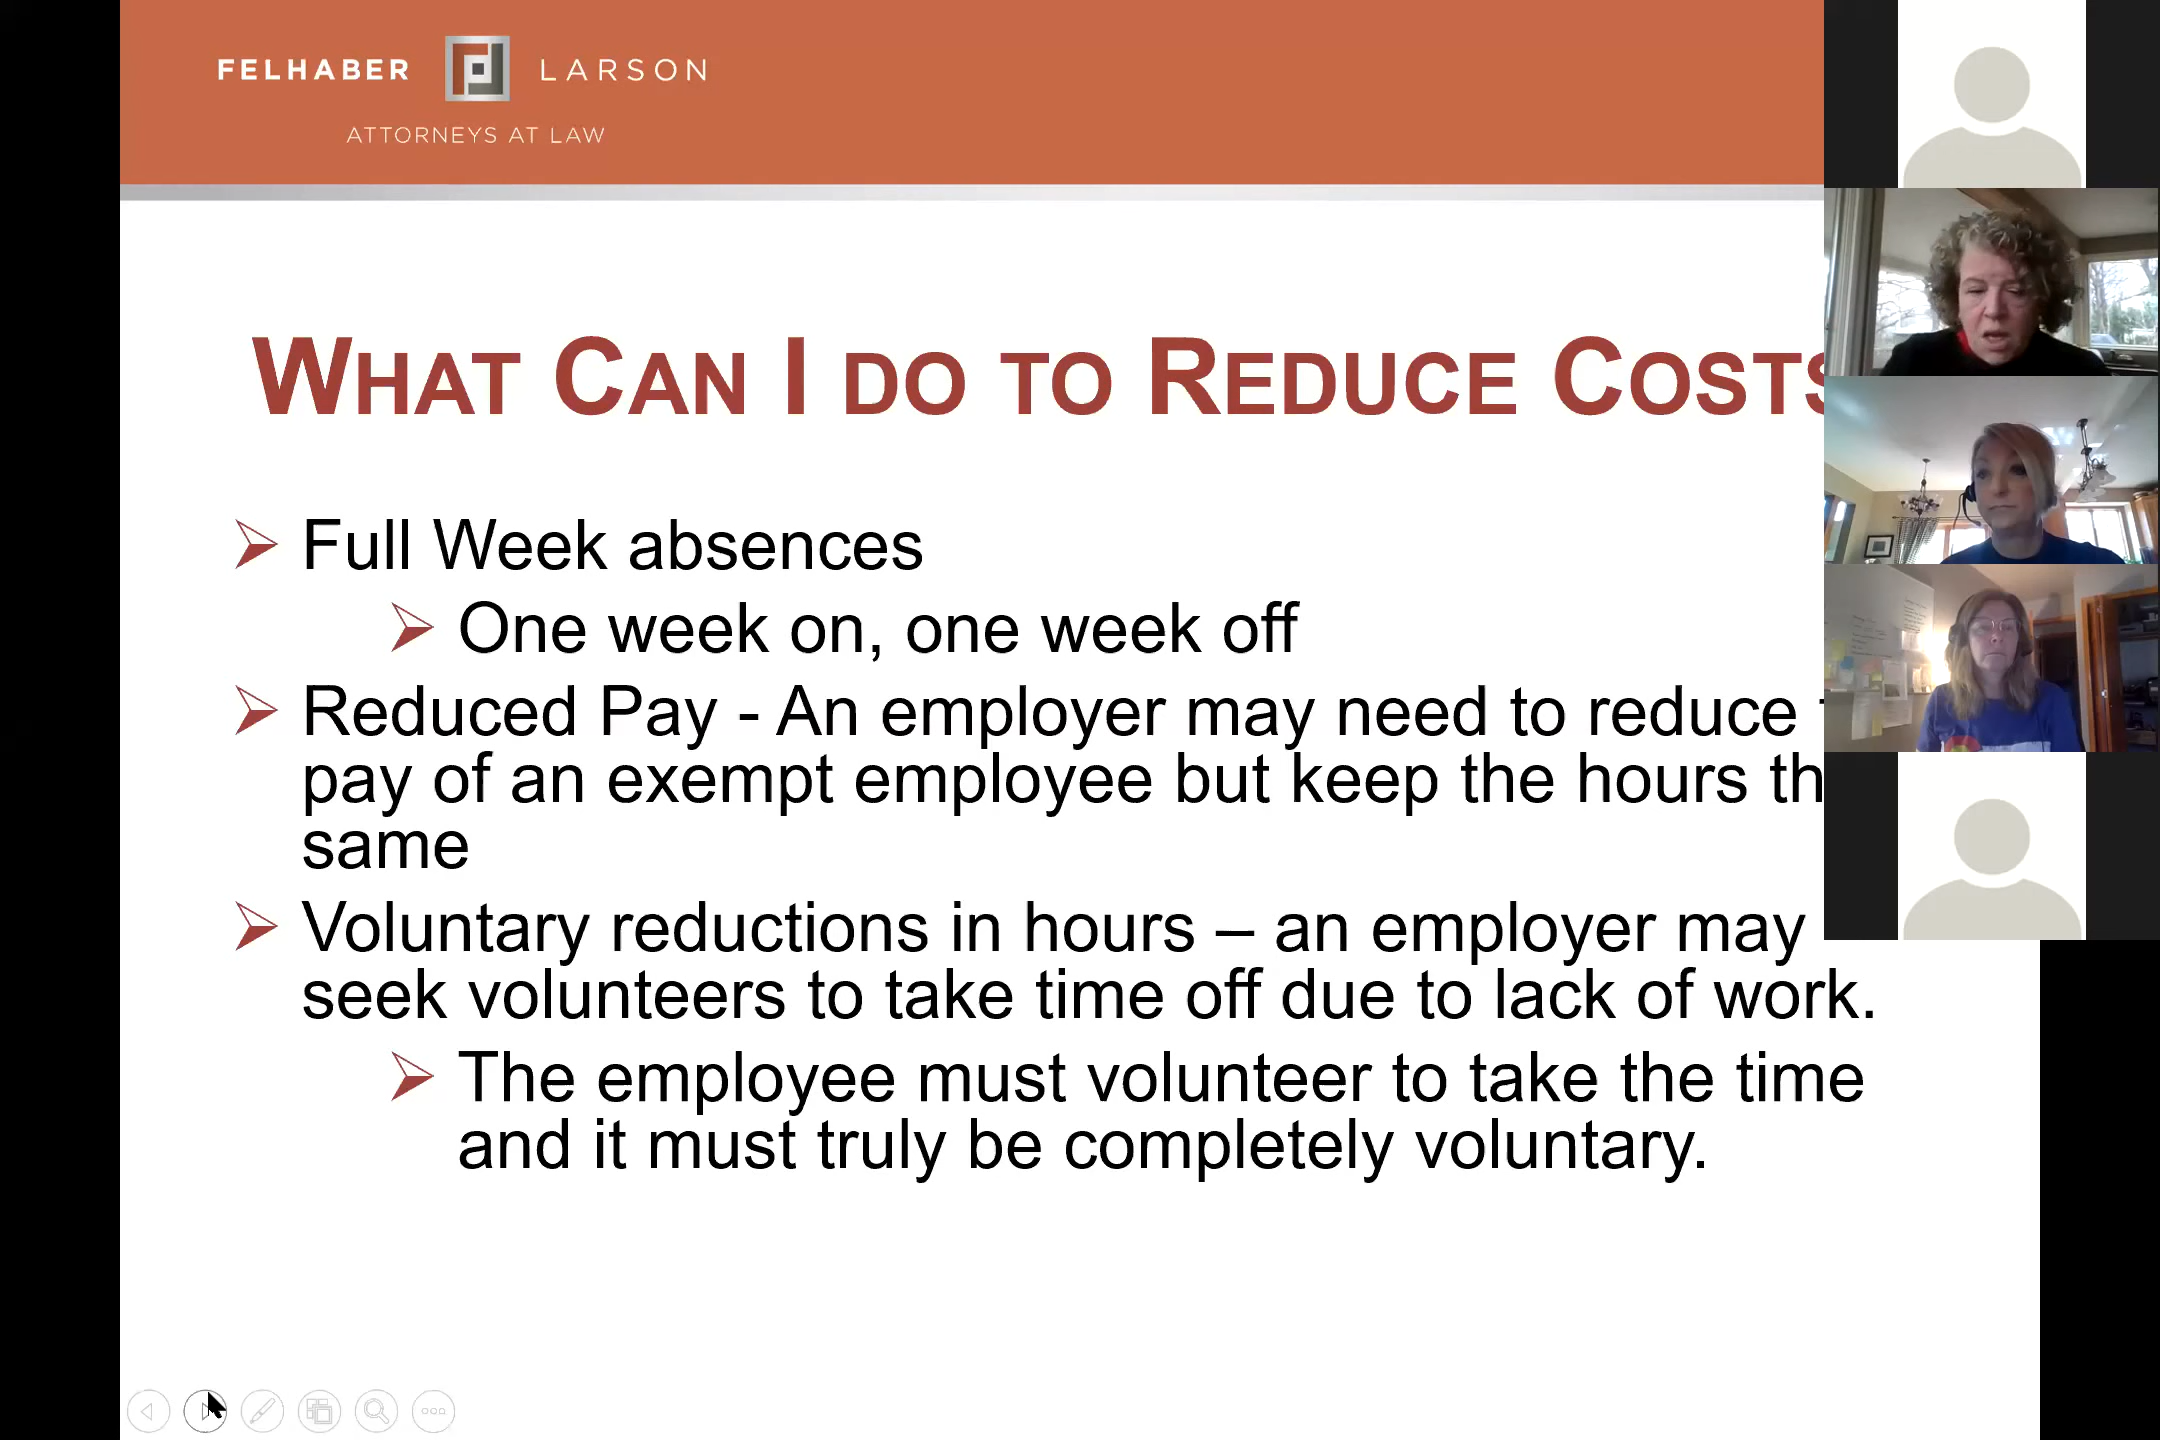 FELHABER LARSON
ATTORNEYS AT LAW
WHAT CAN I DO TO REDUCE COSTS
Full Week absences
One week on, one week off
Reduced Pay - An employer may need to reduce
pay of an exempt employee but keep the hours th
same
Voluntary reductions in hours – an employer may
seek volunteers to take time off due to lack of work.
The employee must volunteer to take the time
and it must truly be completely voluntary.